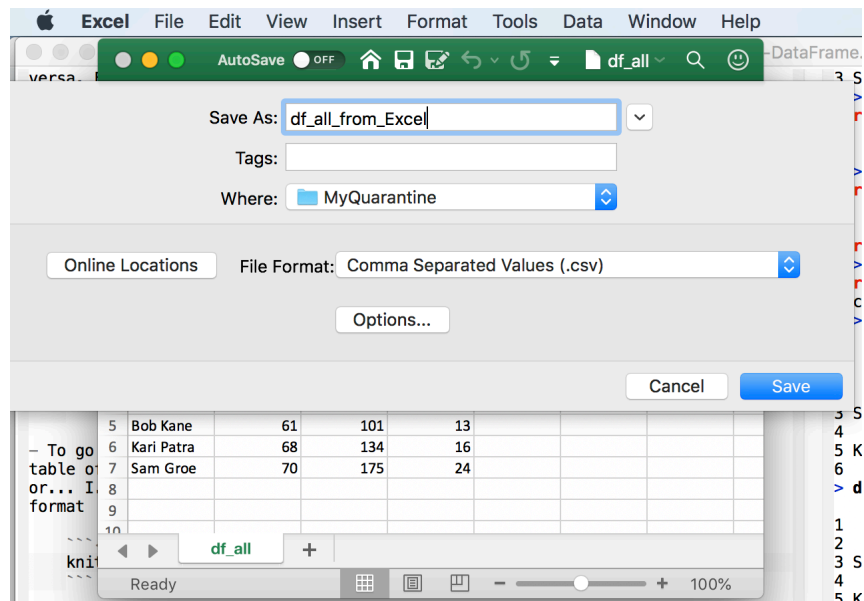 Excel File Edit View Insert Format Tools Data Window Help
AutoSave OFF df_all
-DataFrame.
versa.
3 S
>
r
Save As: df_all_from_Excel
Tags:
>
Where: MyQuarantine
r
r
Online Locations File Format: Comma Separated Values (.csv)
>
r
c
Options...
>
Cancel Save
3 S
5 Bob Kane 61 101 13
4
– To go 6 Kari Patra 68 134 16
5 K
table of 7 Sam Groe 70 175 24
6
or... I. 8
> d
format 9
10
1
```
2
df_all +
knit
3 S
```
4
Ready – + 100%
5 K